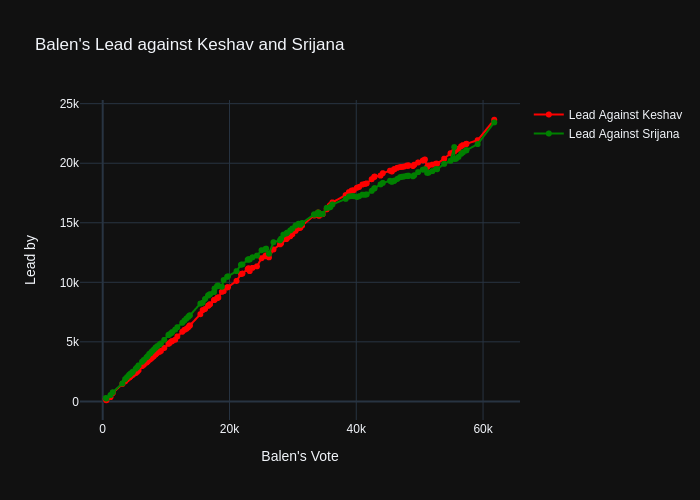 Balen's Lead against Keshav and Srijana
25k
20k
15k
10k
5k
0
0
20k
40k
60k
Lead by
Balen's Vote
Lead Against Keshav
Lead Against Srijana